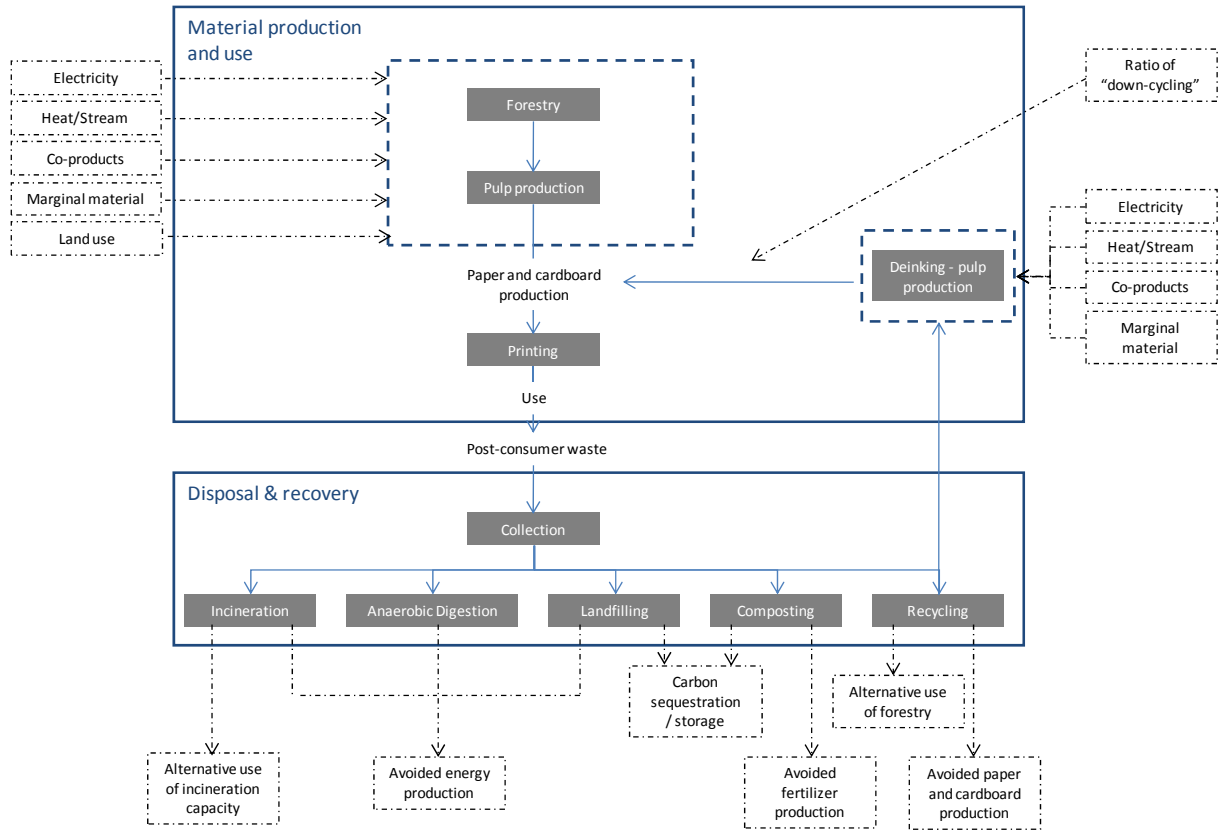 Material production
and use
Electricity
Heat/Stream
Co-products
Marginal material
Land use
Forestry
Pulp production
Paper and cardboard
production
Printing
Use
Ratio of
“down-cycling”
Deinking - pulp
production
Electricity
Heat/Stream
Co-products
Marginal
material
Post-consumer waste
Disposal & recovery
Collection
Incineration
Anaerobic Digestion
Landfilling
Composting
Recycling
Carbon
sequestration
/ storage
Alternative use
of forestry
Alternative use
of incineration
capacity
Avoided energy
production
Avoided
fertilizer
production
Avoided paper
and cardboard
production